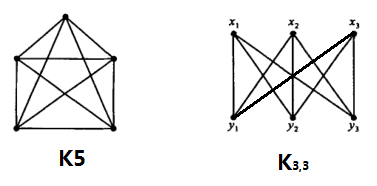 x₁ x₂ x₃
y₁ y₂ y₃
K5
K₃,₃